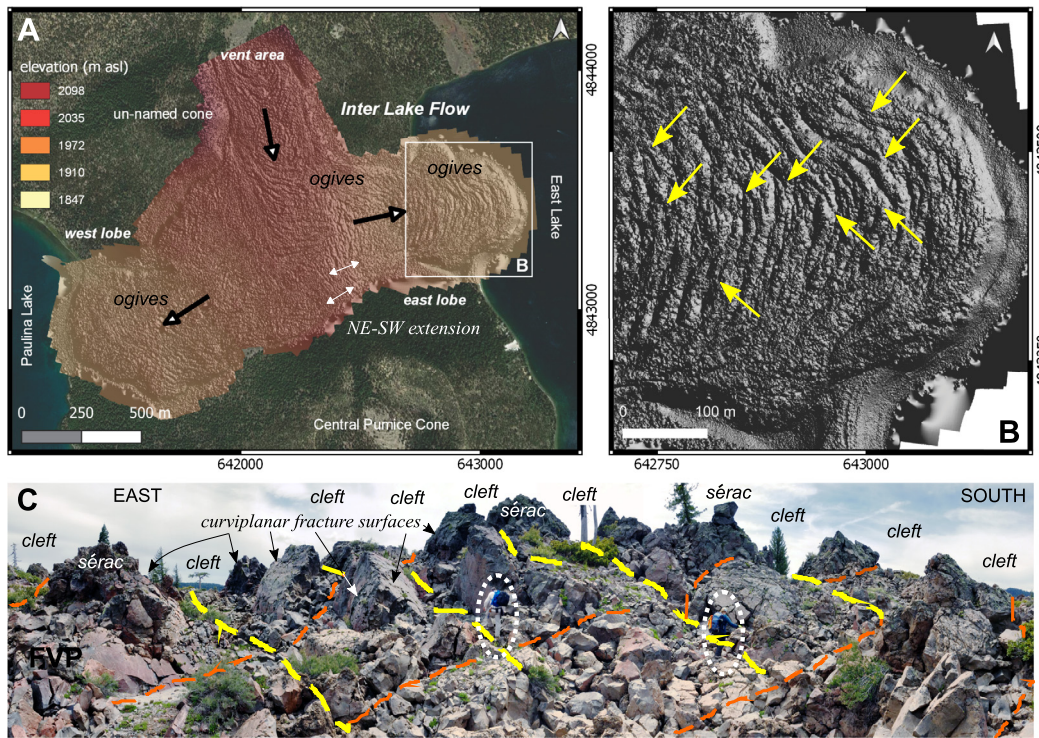 A
elevation (m asl)
2098
2035
1972
1910
1847
vent area
un-named cone
Inter Lake Flow
ogives
ogives
East Lake
west lobe
B
ogives
east lobe
NE-SW extension
Paulina Lake
0 250 500 m
Central Pumice Cone
642000 643000
4844000
4843000
0 100 m
B
642750 643000
C
EAST
cleft
cleft
cleft
cleft
sérac
sérac
SOUTH
cleft
cleft
cleft
curviplanar fracture surfaces
cleft
sérac
cleft
FVP